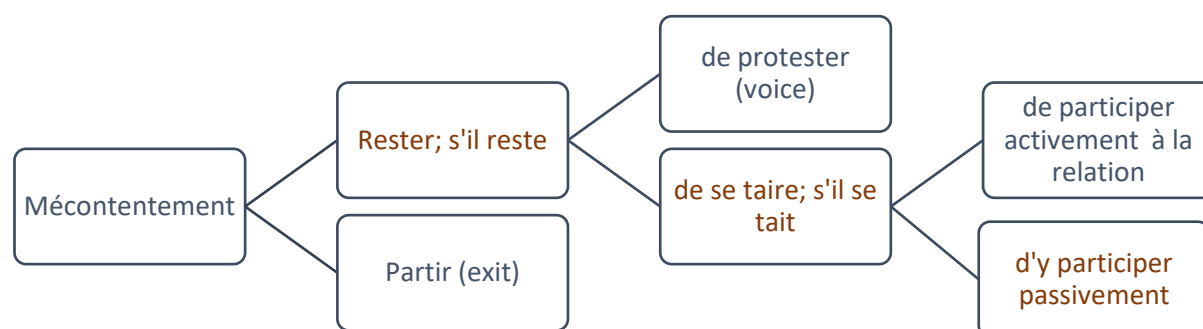 Mécontentement
Rester; s'il reste
Partir (exit)
de protester
(voice)
de se taire; s'il se
tait
de participer
activement à la
relation
d'y participer
passivement